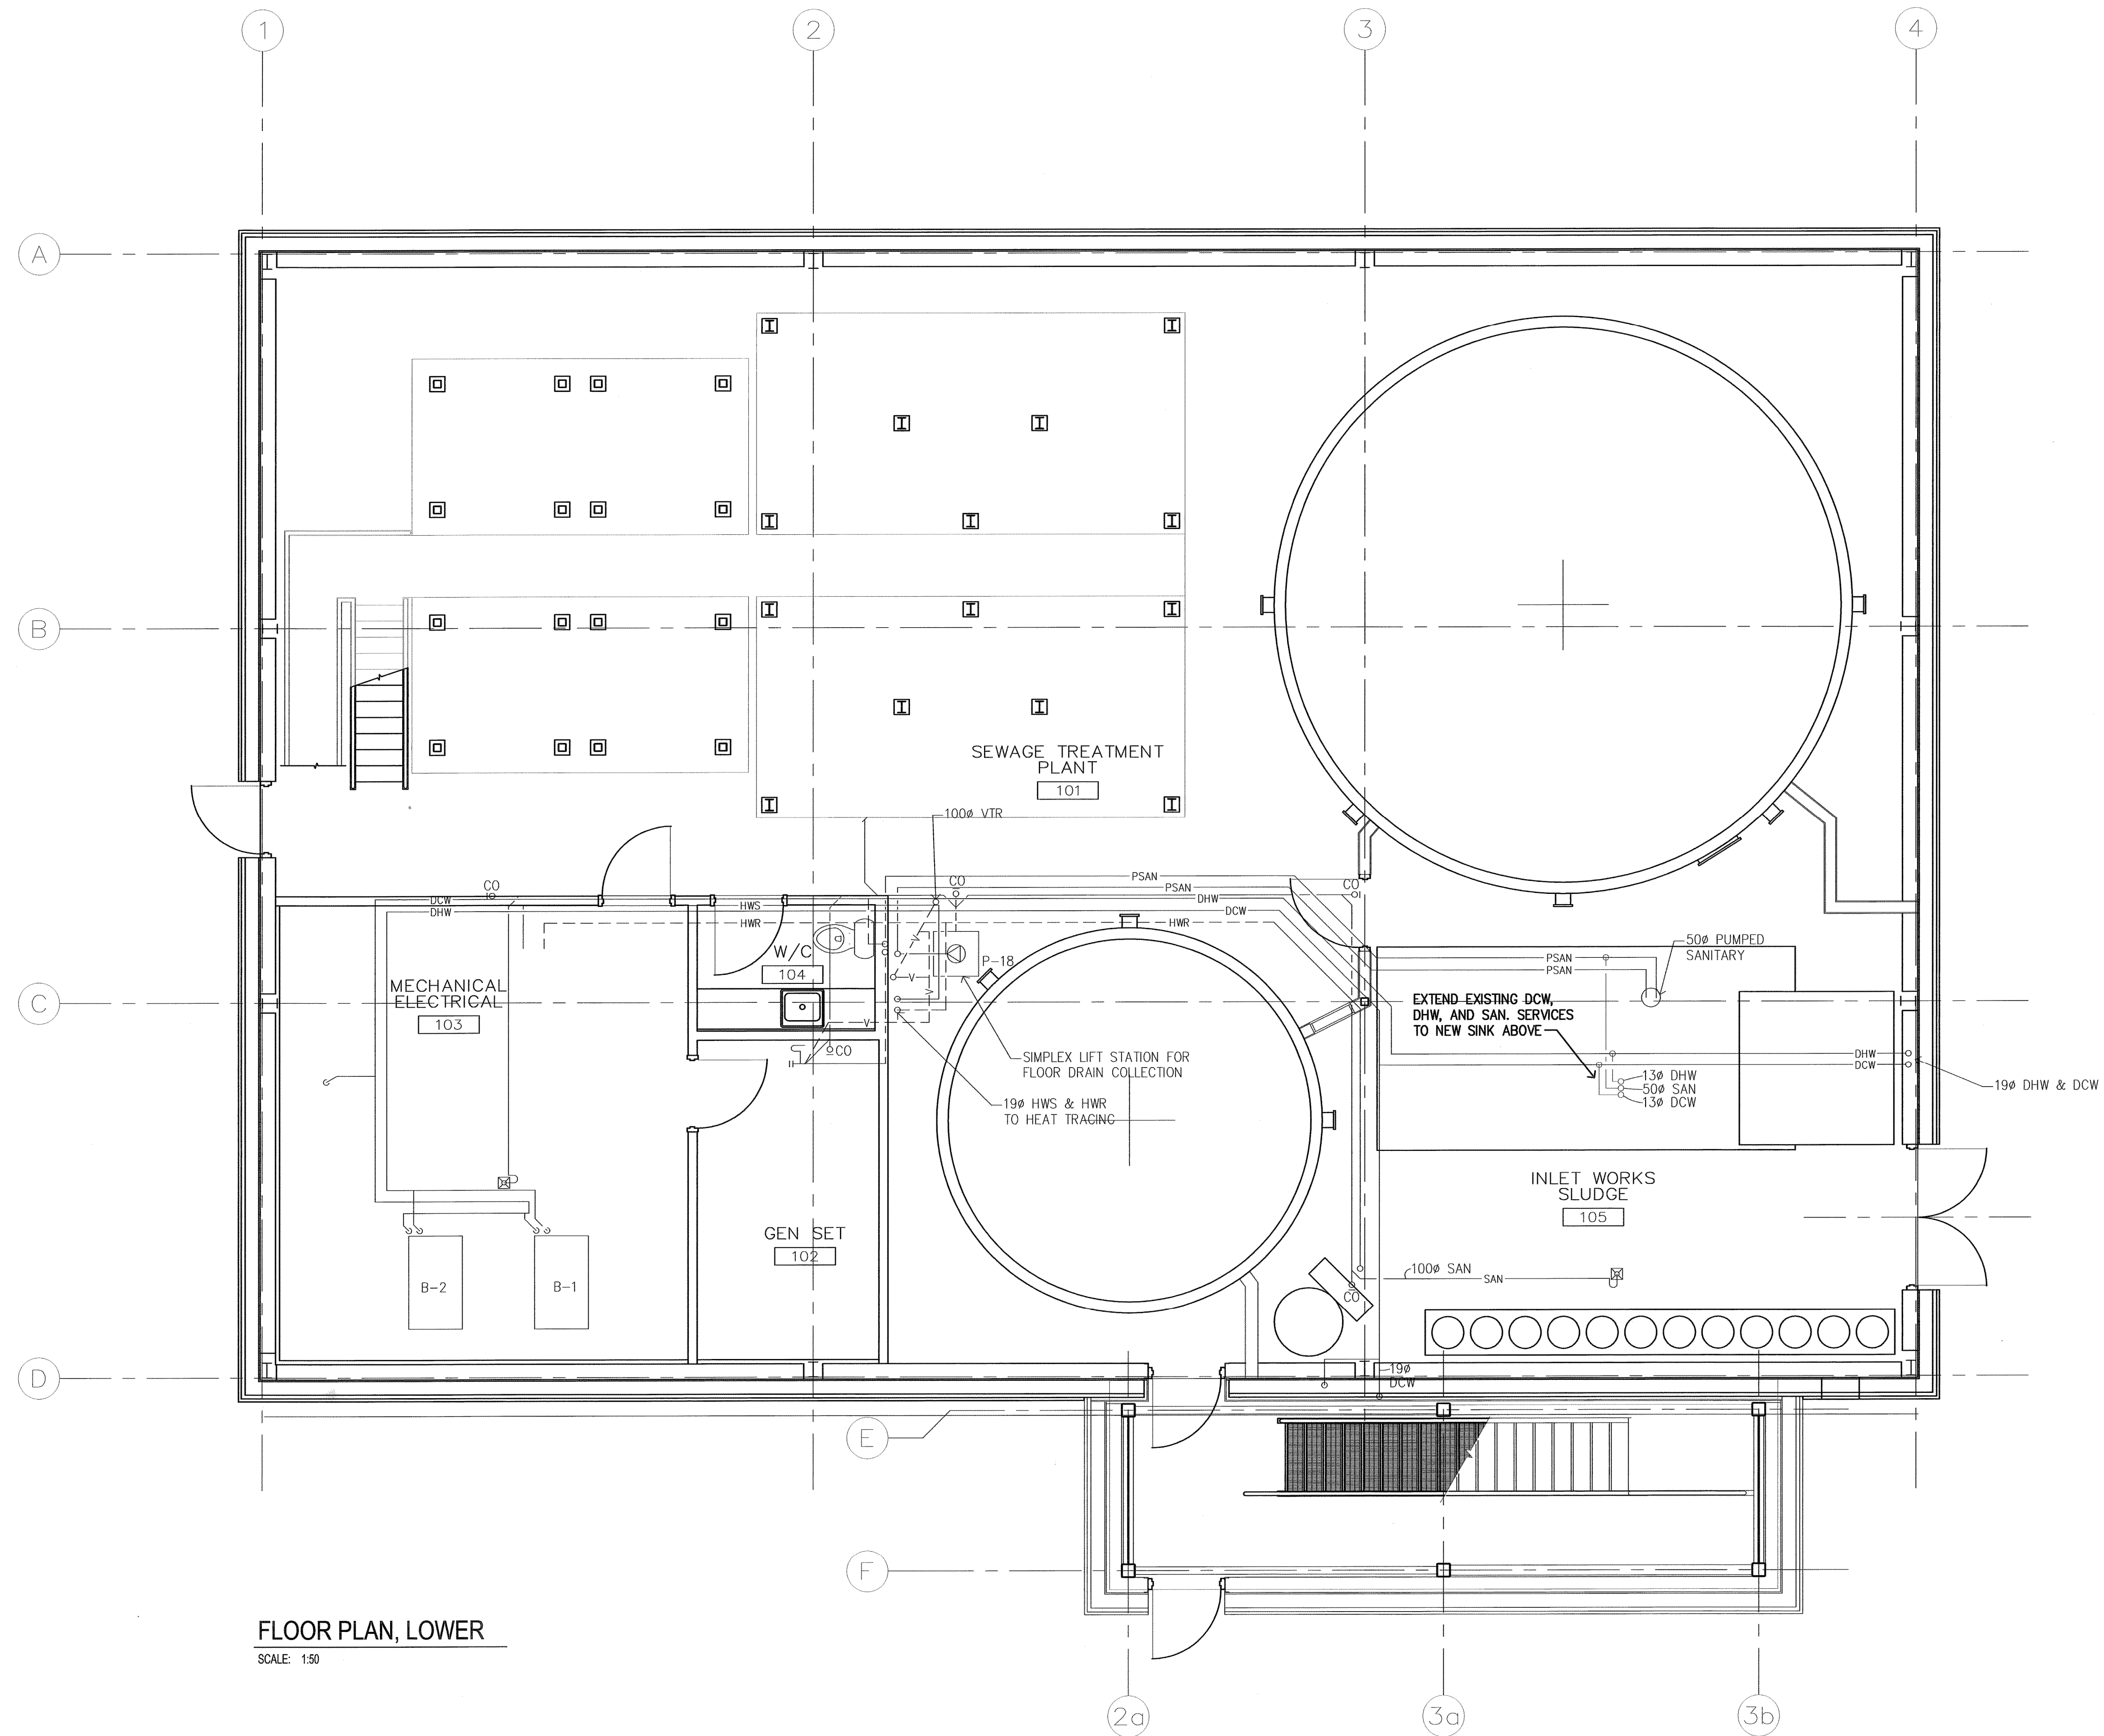 1
2
3
4
A
B
SEWAGE TREATMENT
PLANT
101
100ø VTR
CO
CO
CO
PSAN
PSAN
DHW
DCW
HWR
DCW
DHW
HWS
HWR
W/C
104
P-18
V
V
V
CO
MECHANICAL
ELECTRICAL
103
C
PSAN
PSAN
50ø PUMPED
SANITARY
EXTEND EXISTING DCW,
DHW, AND SAN. SERVICES
TO NEW SINK ABOVE
DHW
DCW
13ø DHW
50ø SAN
13ø DCW
19ø DHW & DCW
SIMPLEX LIFT STATION FOR
FLOOR DRAIN COLLECTION
19ø HWS & HWR
TO HEAT TRACING
INLET WORKS
SLUDGE
105
GEN SET
102
B-2
B-1
100ø SAN
SAN
CO
D
19ø
DCW
E
F
FLOOR PLAN, LOWER
SCALE: 1:50
2a
3a
3b